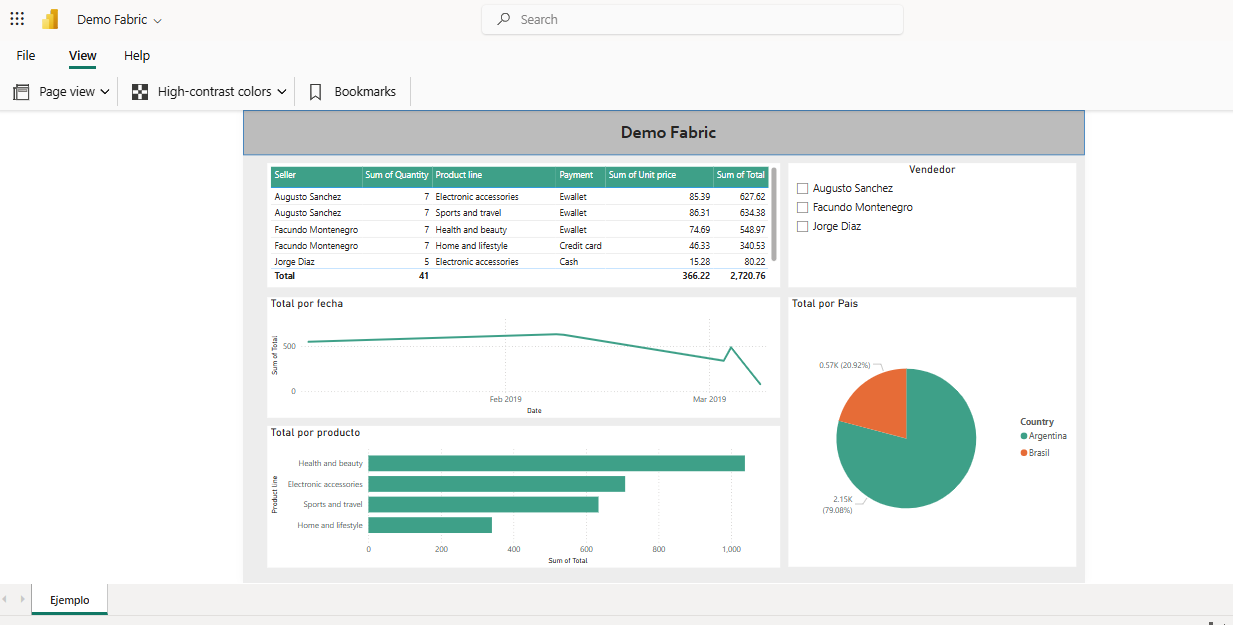 Demo Fabric
Search
File View Help
Page view High-contrast colors Bookmarks
Demo Fabric
Seller Sum of Quantity Product line Payment Sum of Unit price Sum of Total
Augusto Sanchez 7 Electronic accessories Ewallet 85.39 627.62
Augusto Sanchez 7 Sports and travel Ewallet 86.31 634.38
Facundo Montenegro 7 Health and beauty Ewallet 74.69 548.97
Facundo Montenegro 7 Home and lifestyle Credit card 46.33 340.53
Jorge Diaz 5 Electronic accessories Cash 15.28 80.22
Total 41 366.22 2,720.76
Vendedor
Augusto Sanchez
Facundo Montenegro
Jorge Diaz
Total por fecha
Sum of Total
500
0
Feb 2019 Mar 2019
Date
Total por producto
Product line
Health and beauty
Electronic accessories
Sports and travel
Home and lifestyle
0 200 400 600 800 1,000
Sum of Total
Total por Pais
0.57K (20.92%)
2.15K
(79.08%)
Country
Argentina
Brasil
Ejemplo